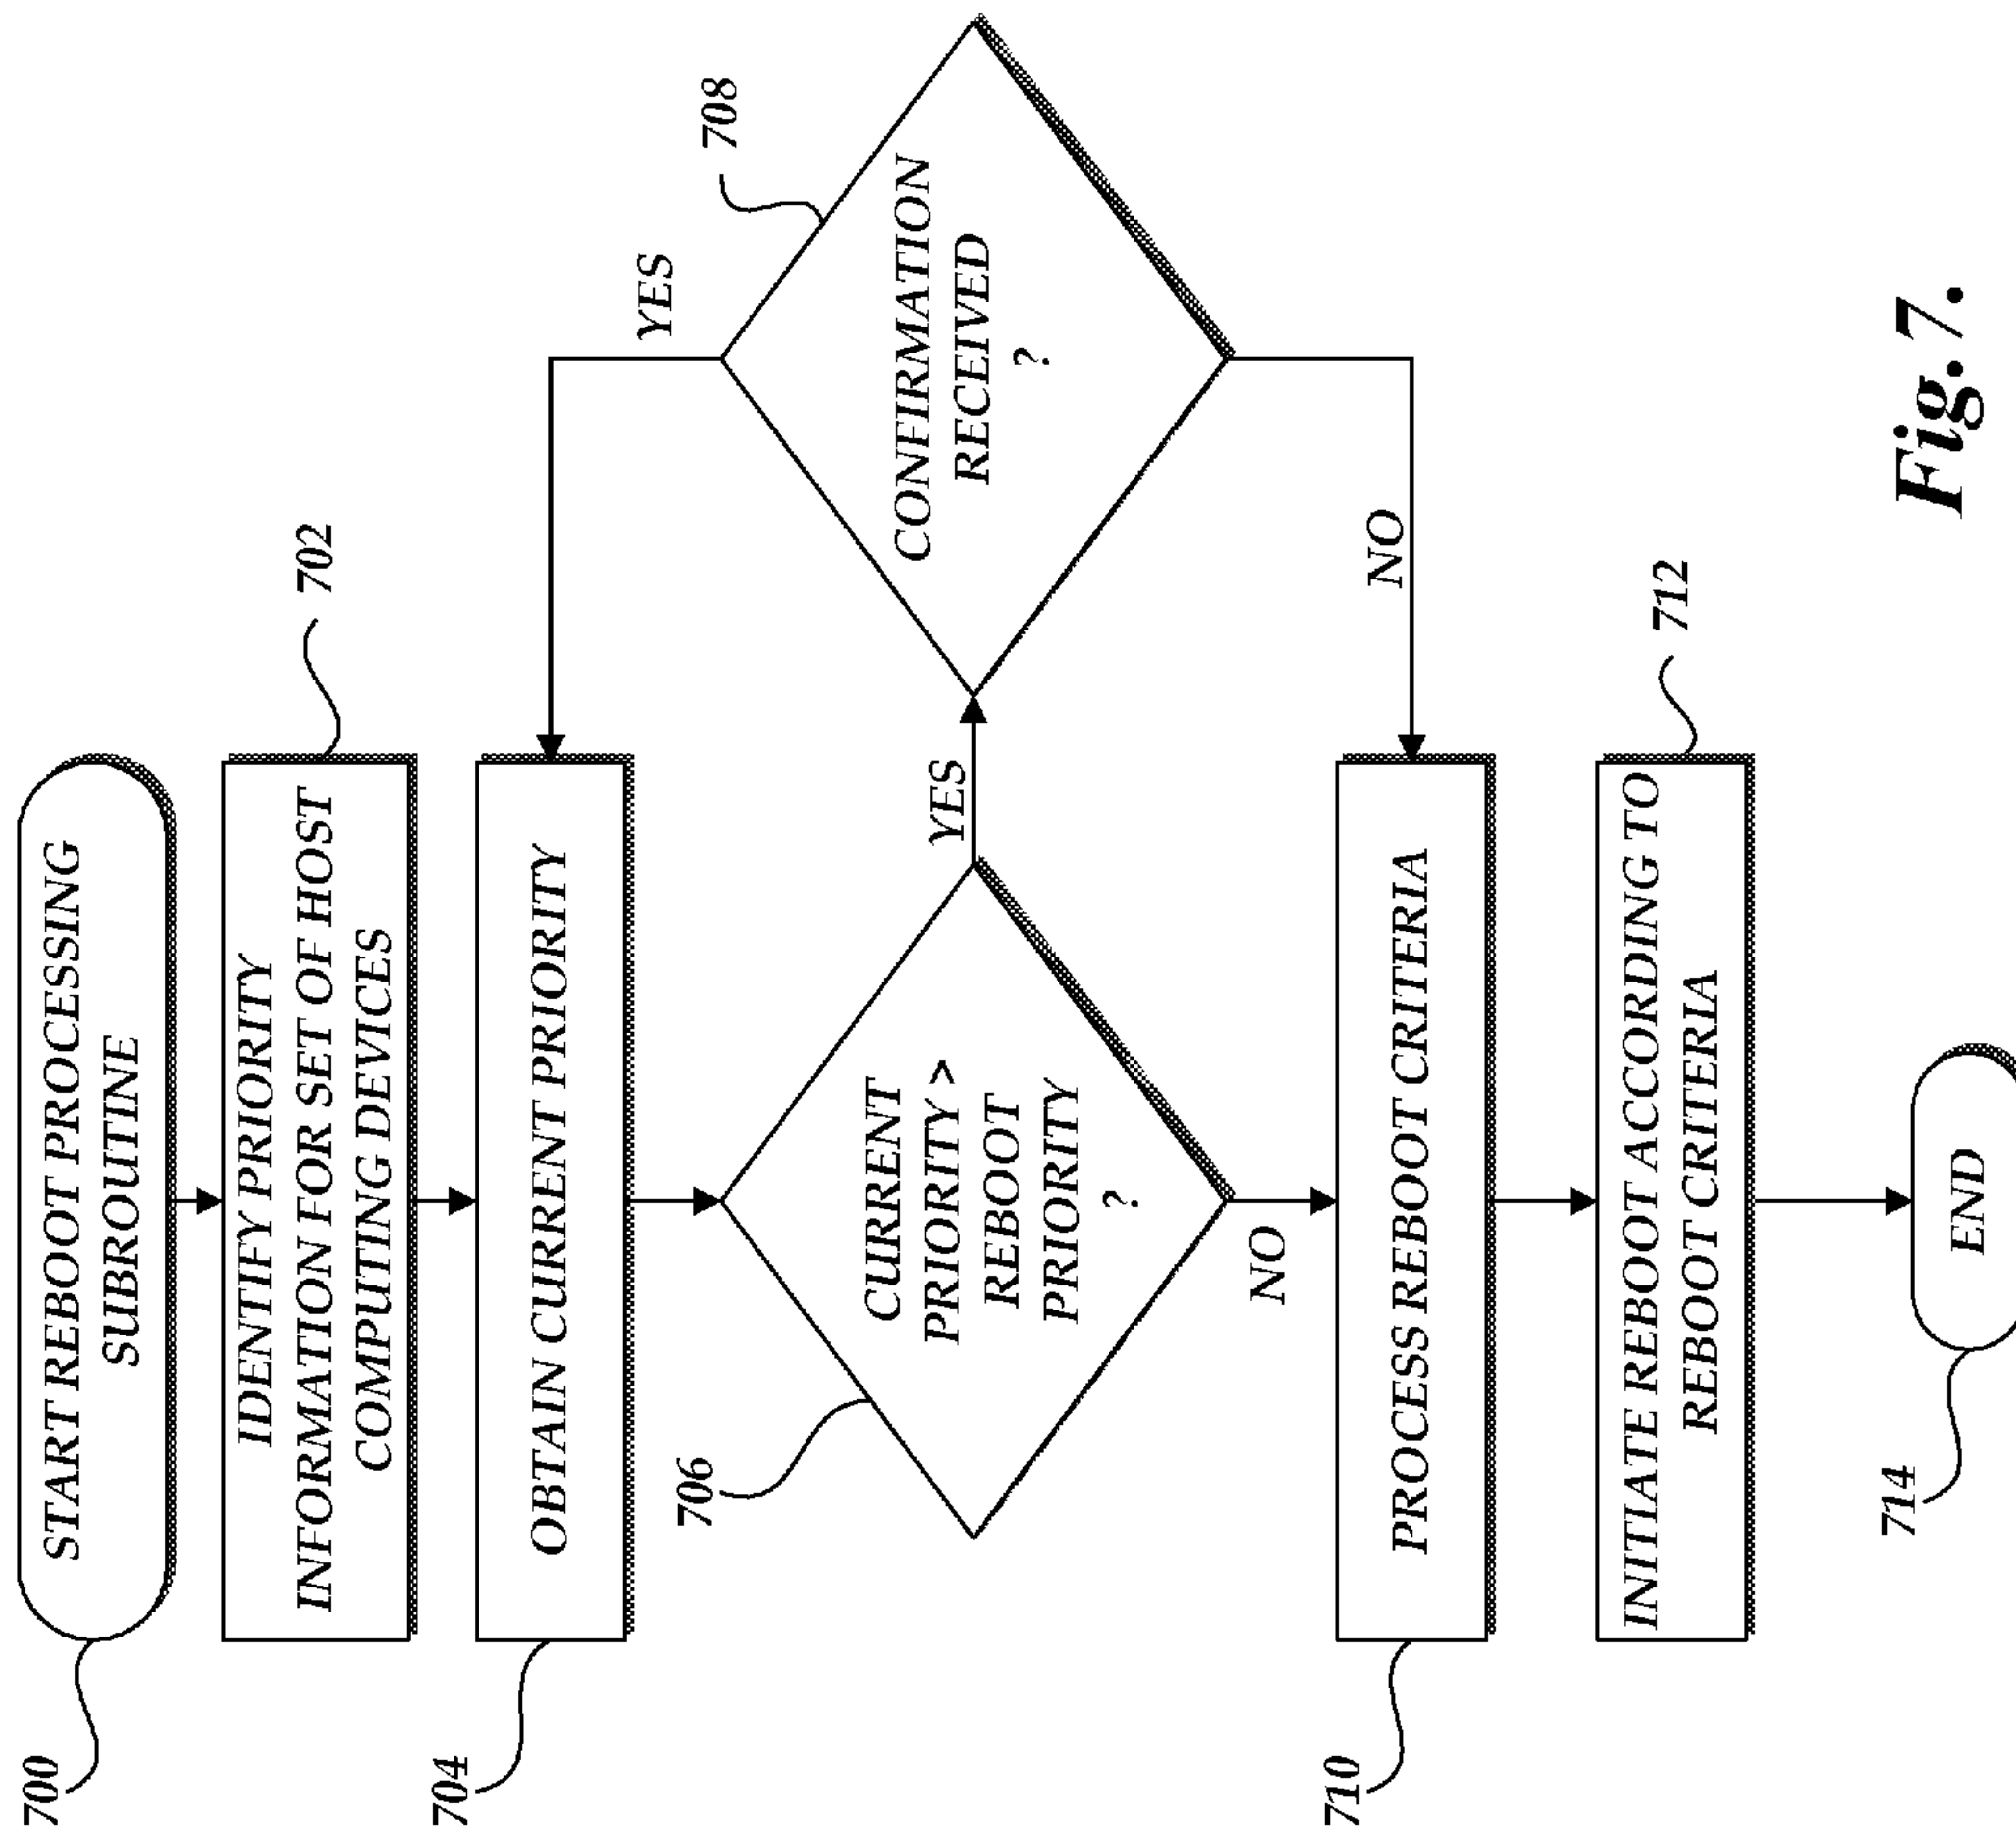 700
START REBOOT PROCESSING
SUBROUTINE
702
IDENTIFY PRIORITY
INFORMATION FOR SET OF HOST
COMPUTING DEVICES
704
OBTAIN CURRENT PRIORITY
706
CURRENT
PRIORITY >
REBOOT
PRIORITY
?
YES
NO
708
CONFIRMATION
RECEIVED
?
YES
NO
710
PROCESS REBOOT CRITERIA
712
INITIATE REBOOT ACCORDING TO
REBOOT CRITERIA
714
END
Fig. 7.